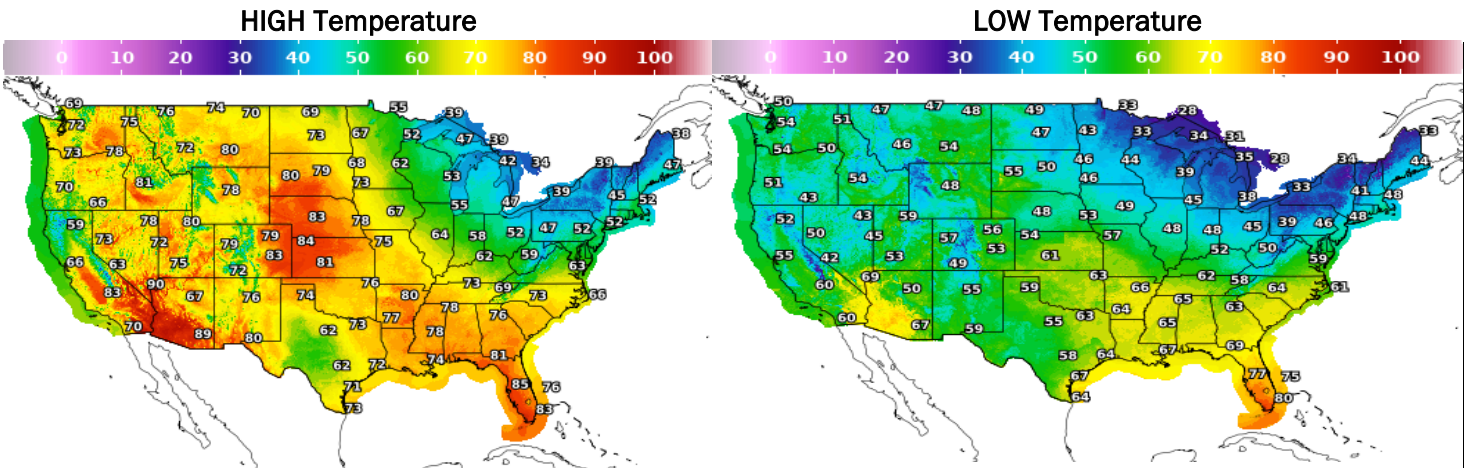 HIGH Temperature
LOW Temperature
0 10 20 30 40 50 60 70 80 90 100
0 10 20 30 40 50 60 70 80 90 100
69 76 74 70 69 55 39
72 75 73 67 52 47 39 38
73 78 72 80 68 62 42 34 39 47
70 81 78 80 79 73 53 39 45 52
66 67 55 47
59 73 78 80 83 78 64 58 52 47 52 52
66 63 72 79 79 84 75 62 59
75 72 83 81 63
83 90 67 76 74 76 80 73 69 73 66
70 89 80 62 73 77 78 78 76
62 72 74 81
71 85 76
73 83
50 47 47 48 49 33 28
54 51 46 54 47 43 33 34 31 33
54 50 54 48 55 50 46 44 35 28 34 44
51 43 46 39 38 33 41 48
52 43 59 48 53 49 45 39 46 48
55 50 45 57 56 54 57 48 48 45
42 53 49 53 61 52 50 59
60 69 50 55 59 63 66 62 58 64 61
60 67 59 55 63 64 65 65 63
58 64 67 69
67 77 75
64 80